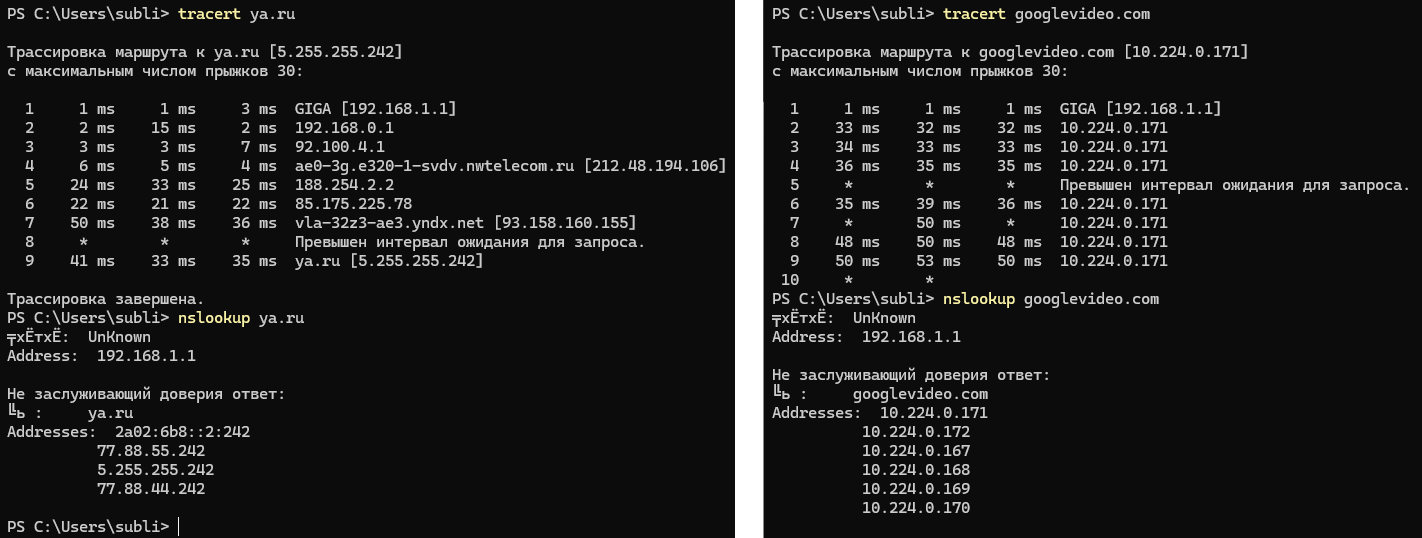 PS C:\Users\subli> tracert ya.ru
Трассировка маршрута к ya.ru [5.255.255.242]
с максимальным числом прыжков 30:
1 1 ms 1 ms 3 ms GIGA [192.168.1.1]
2 2 ms 15 ms 2 ms 192.168.0.1
3 3 ms 3 ms 7 ms 92.100.4.1
4 6 ms 5 ms 4 ms ae0-3g.e320-1-svdv.nwtelecom.ru [212.48.194.106]
5 24 ms 33 ms 25 ms 188.254.2.2
6 22 ms 21 ms 22 ms 85.175.225.78
7 50 ms 38 ms 36 ms vla-32z3-ae3.yndx.net [93.158.160.155]
8 * * * Превышен интервал ожидания для запроса.
9 41 ms 33 ms 35 ms ya.ru [5.255.255.242]
Трассировка завершена.
PS C:\Users\subli> nslookup ya.ru
╤хЁтхЁ: UnKnown
Address: 192.168.1.1
Не заслуживающий доверия ответ:
╚ь : ya.ru
Addresses: 2a02:6b8::2:242
77.88.55.242
5.255.255.242
77.88.44.242
PS C:\Users\subli>
PS C:\Users\subli> tracert googlevideo.com
Трассировка маршрута к googlevideo.com [10.224.0.171]
с максимальным числом прыжков 30:
1 1 ms 1 ms 1 ms GIGA [192.168.1.1]
2 33 ms 32 ms 32 ms 10.224.0.171
3 34 ms 33 ms 33 ms 10.224.0.171
4 36 ms 35 ms 35 ms 10.224.0.171
5 * * * Превышен интервал ожидания для запроса.
6 35 ms 39 ms 36 ms 10.224.0.171
7 * 50 ms * 10.224.0.171
8 48 ms 50 ms 48 ms 10.224.0.171
9 50 ms 53 ms 50 ms 10.224.0.171
10 * *
PS C:\Users\subli> nslookup googlevideo.com
╤хЁтхЁ: UnKnown
Address: 192.168.1.1
Не заслуживающий доверия ответ:
╚ь : googlevideo.com
Addresses: 10.224.0.171
10.224.0.172
10.224.0.167
10.224.0.168
10.224.0.169
10.224.0.170